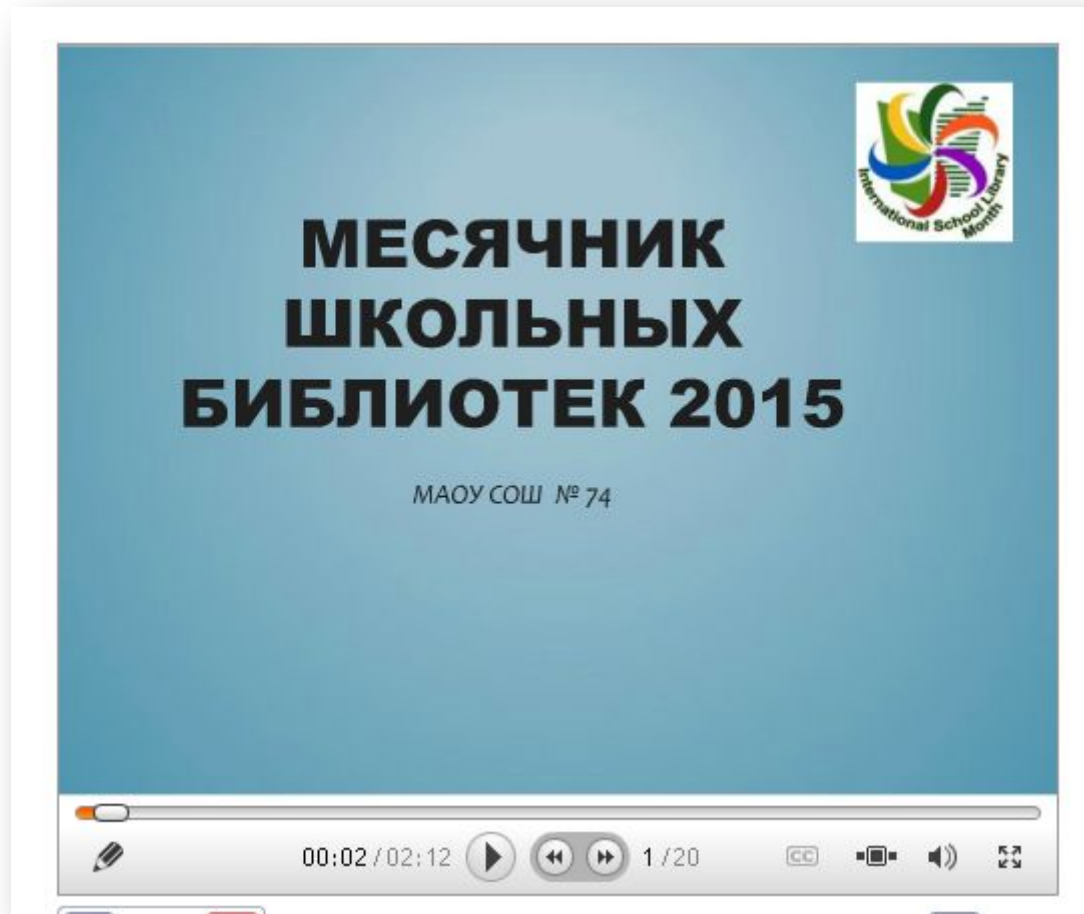 International School Library
Month
МЕСЯЧНИК
ШКОЛЬНЫХ
БИБЛИОТЕК 2015
МАОУ СОШ № 74
00:02/02:12 1/20 CC